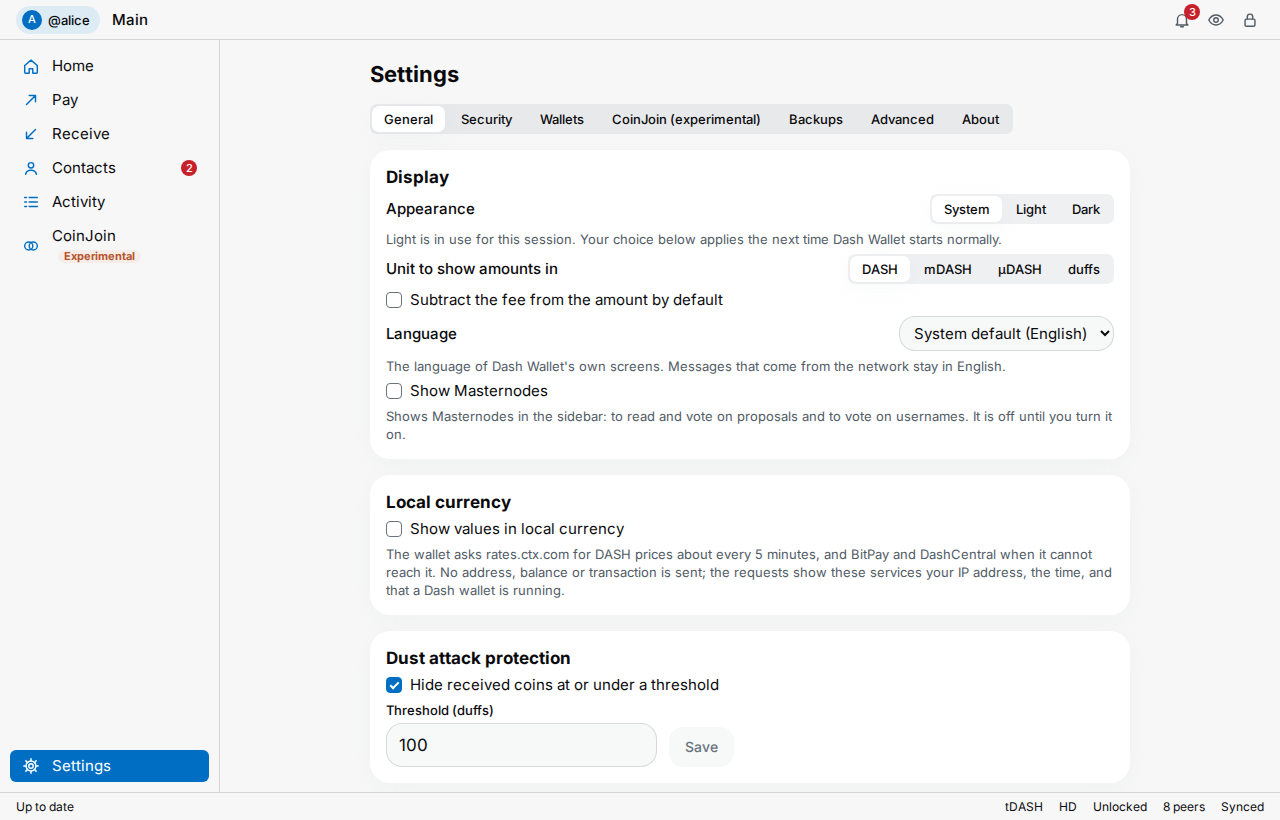 A @alice Main 3
Home
Pay
Receive
Contacts 2
Activity
CoinJoin
Experimental
Settings
Settings
General Security Wallets CoinJoin (experimental) Backups Advanced About
Display
Appearance System Light Dark
Light is in use for this session. Your choice below applies the next time Dash Wallet starts normally.
Unit to show amounts in DASH mDASH µDASH duffs
Subtract the fee from the amount by default
Language System default (English)
The language of Dash Wallet's own screens. Messages that come from the network stay in English.
Show Masternodes
Shows Masternodes in the sidebar: to read and vote on proposals and to vote on usernames. It is off until you turn it
on.
Local currency
Show values in local currency
The wallet asks rates.ctx.com for DASH prices about every 5 minutes, and BitPay and DashCentral when it cannot
reach it. No address, balance or transaction is sent; the requests show these services your IP address, the time, and
that a Dash wallet is running.
Dust attack protection
Hide received coins at or under a threshold
Threshold (duffs)
100 Save
Up to date tDASH HD Unlocked 8 peers Synced